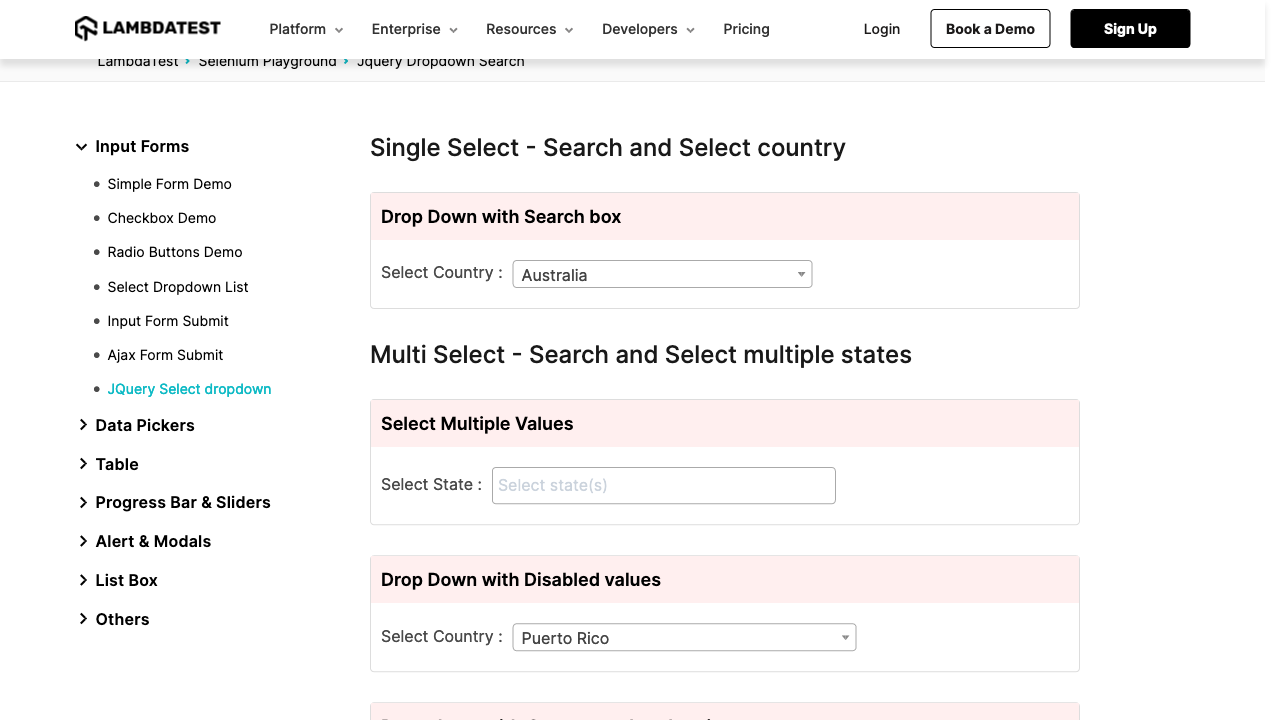 LAMBDATEST
Platform
Enterprise
Resources
Developers
Pricing
Login
Book a Demo
Sign Up
LambdaTest
Selenium Playground
Jquery Dropdown Search
Input Forms
Simple Form Demo
Checkbox Demo
Radio Buttons Demo
Select Dropdown List
Input Form Submit
Ajax Form Submit
JQuery Select dropdown
Data Pickers
Table
Progress Bar & Sliders
Alert & Modals
List Box
Others
Single Select - Search and Select country
Drop Down with Search box
Select Country :
Australia
Multi Select - Search and Select multiple states
Select Multiple Values
Select State :
Select state(s)
Drop Down with Disabled values
Select Country :
Puerto Rico